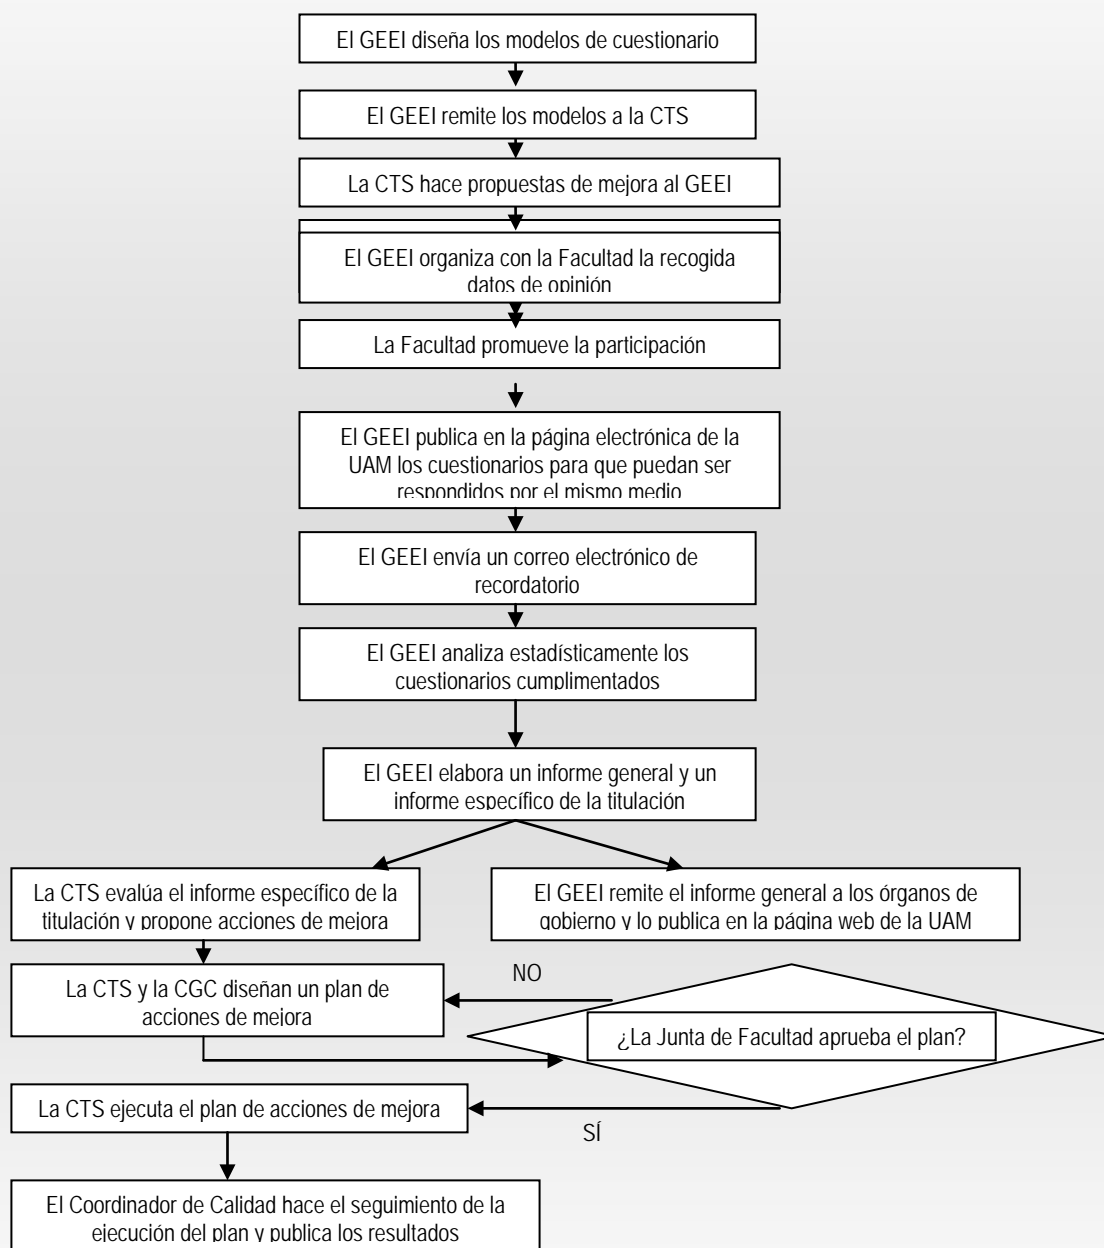 El GEEI diseña los modelos de cuestionario
El GEEI remite los modelos a la CTS
La CTS hace propuestas de mejora al GEEI
El GEEI organiza con la Facultad la recogida
datos de opinión
La Facultad promueve la participación
El GEEI publica en la página electrónica de la
UAM los cuestionarios para que puedan ser
respondidos por el mismo medio
El GEEI envía un correo electrónico de
recordatorio
El GEEI analiza estadísticamente los
cuestionarios cumplimentados
El GEEI elabora un informe general y un
informe específico de la titulación
La CTS evalúa el informe específico de la
titulación y propone acciones de mejora
El GEEI remite el informe general a los órganos de
gobierno y lo publica en la página web de la UAM
La CTS y la CGC diseñan un plan de
acciones de mejora
NO
¿La Junta de Facultad aprueba el plan?
La CTS ejecuta el plan de acciones de mejora
SÍ
El Coordinador de Calidad hace el seguimiento de la
ejecución del plan y publica los resultados